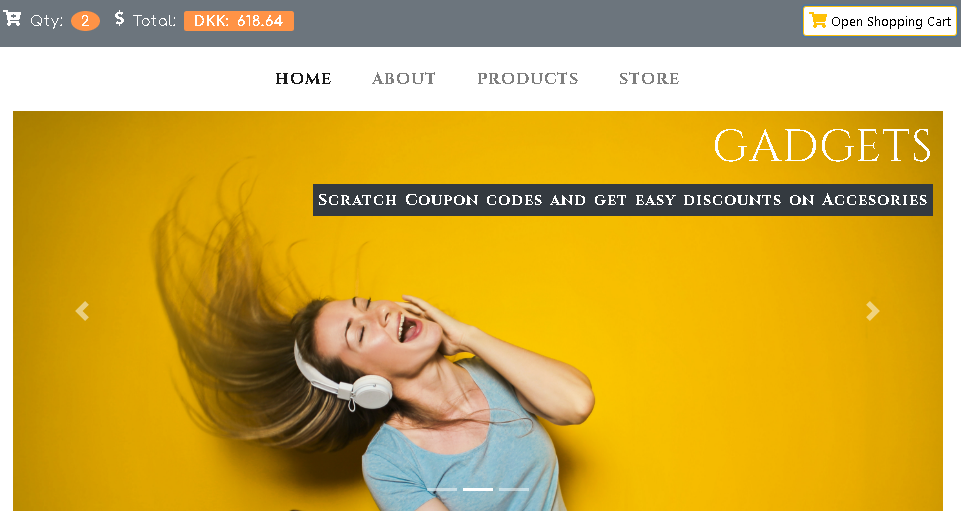 Qty: 2 $ Total: DKK: 618.64 Open Shopping Cart
HOME ABOUT PRODUCTS STORE
GADGETS
Scratch Coupon codes and get easy discounts on Accesories